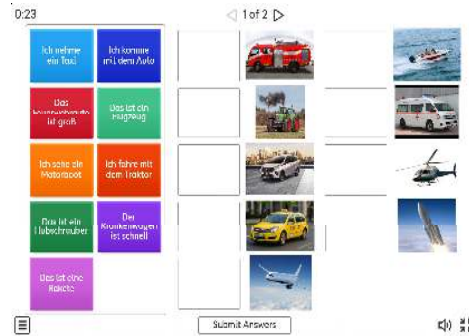 0:23
1 of 2
Ich nehme
ein Taxi
Ich komme
mit dem Auto
Das
Feuerwehrauto
ist groß
Das ist ein
Flugzeug
Ich sehe ein
Motorboot
Ich fahre mit
dem Traktor
Das ist ein
Hubschrauber
Der
Krankenwagen
ist schnell
Das ist eine
Rakete
Submit Answers